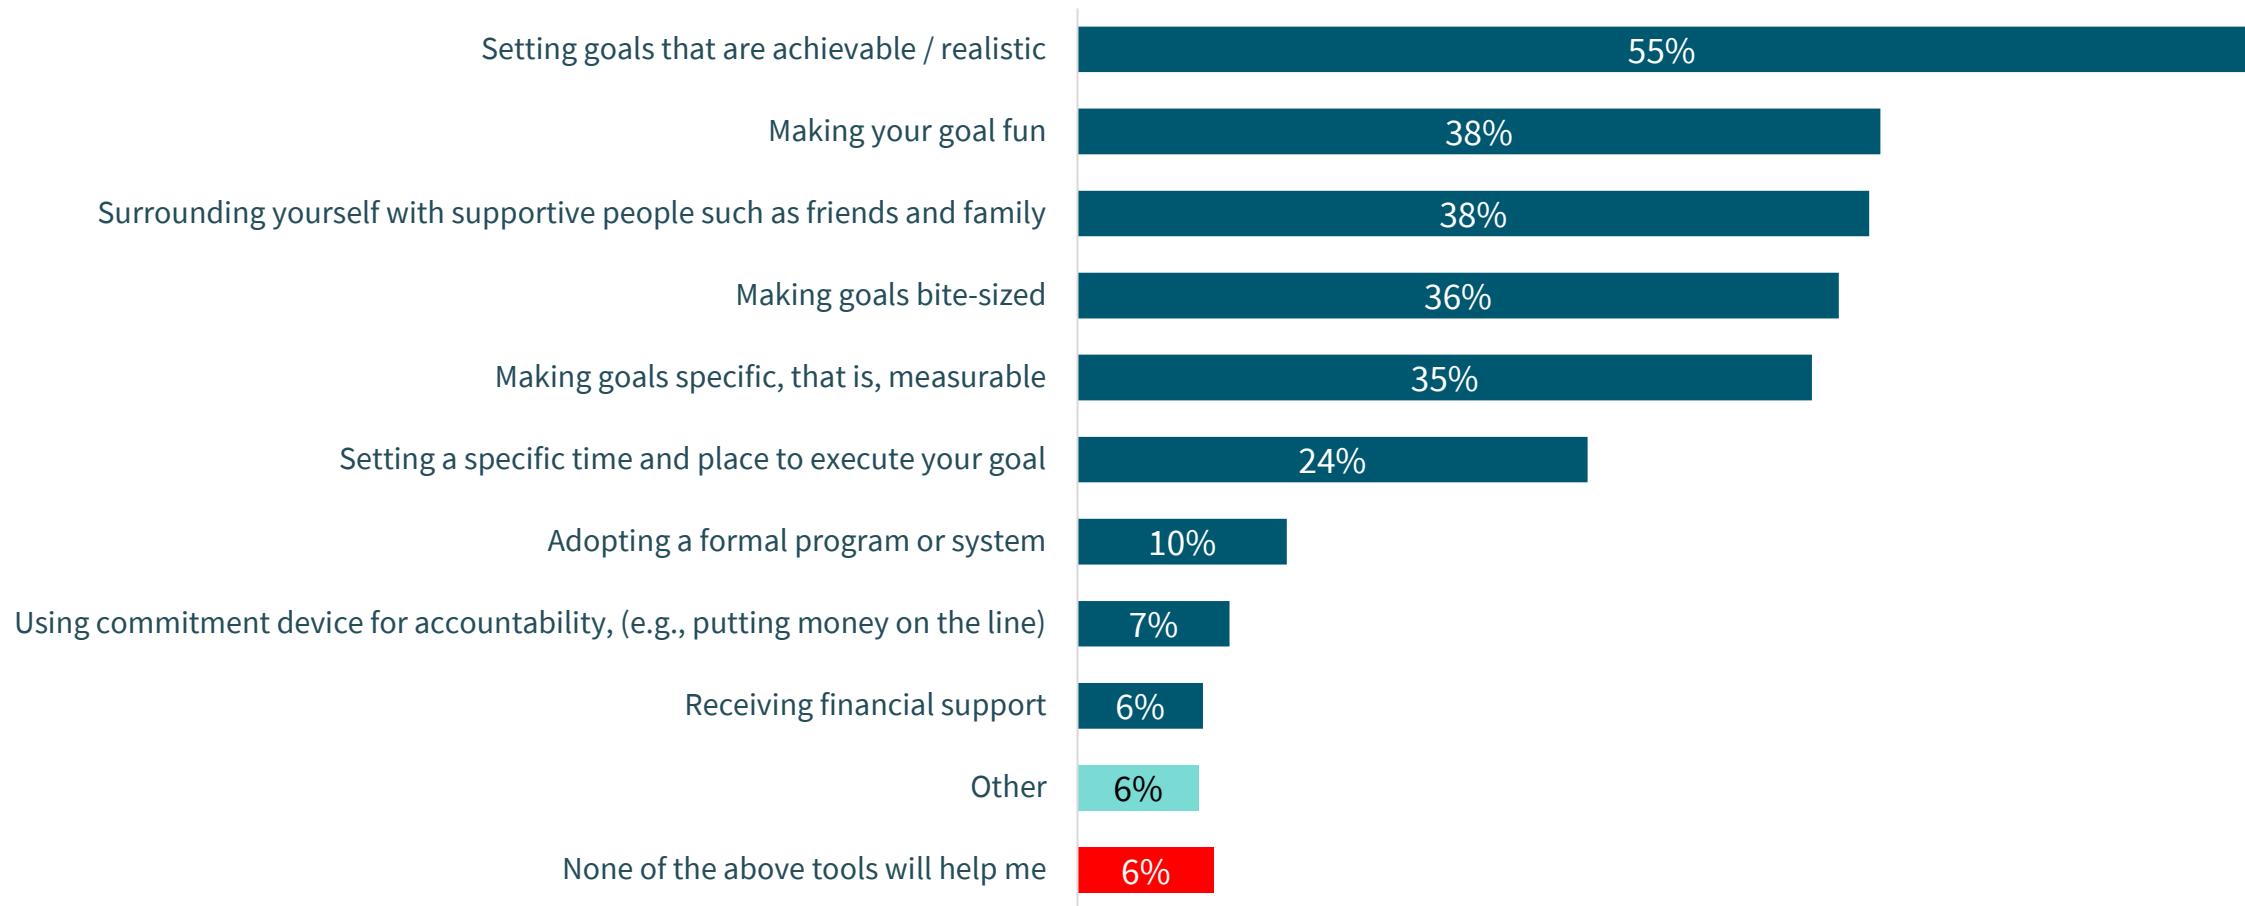 Setting goals that are achievable / realistic 55%
Making your goal fun 38%
Surrounding yourself with supportive people such as friends and family 38%
Making goals bite-sized 36%
Making goals specific, that is, measurable 35%
Setting a specific time and place to execute your goal 24%
Adopting a formal program or system 10%
Using commitment device for accountability, (e.g., putting money on the line) 7%
Receiving financial support 6%
Other 6%
None of the above tools will help me 6%